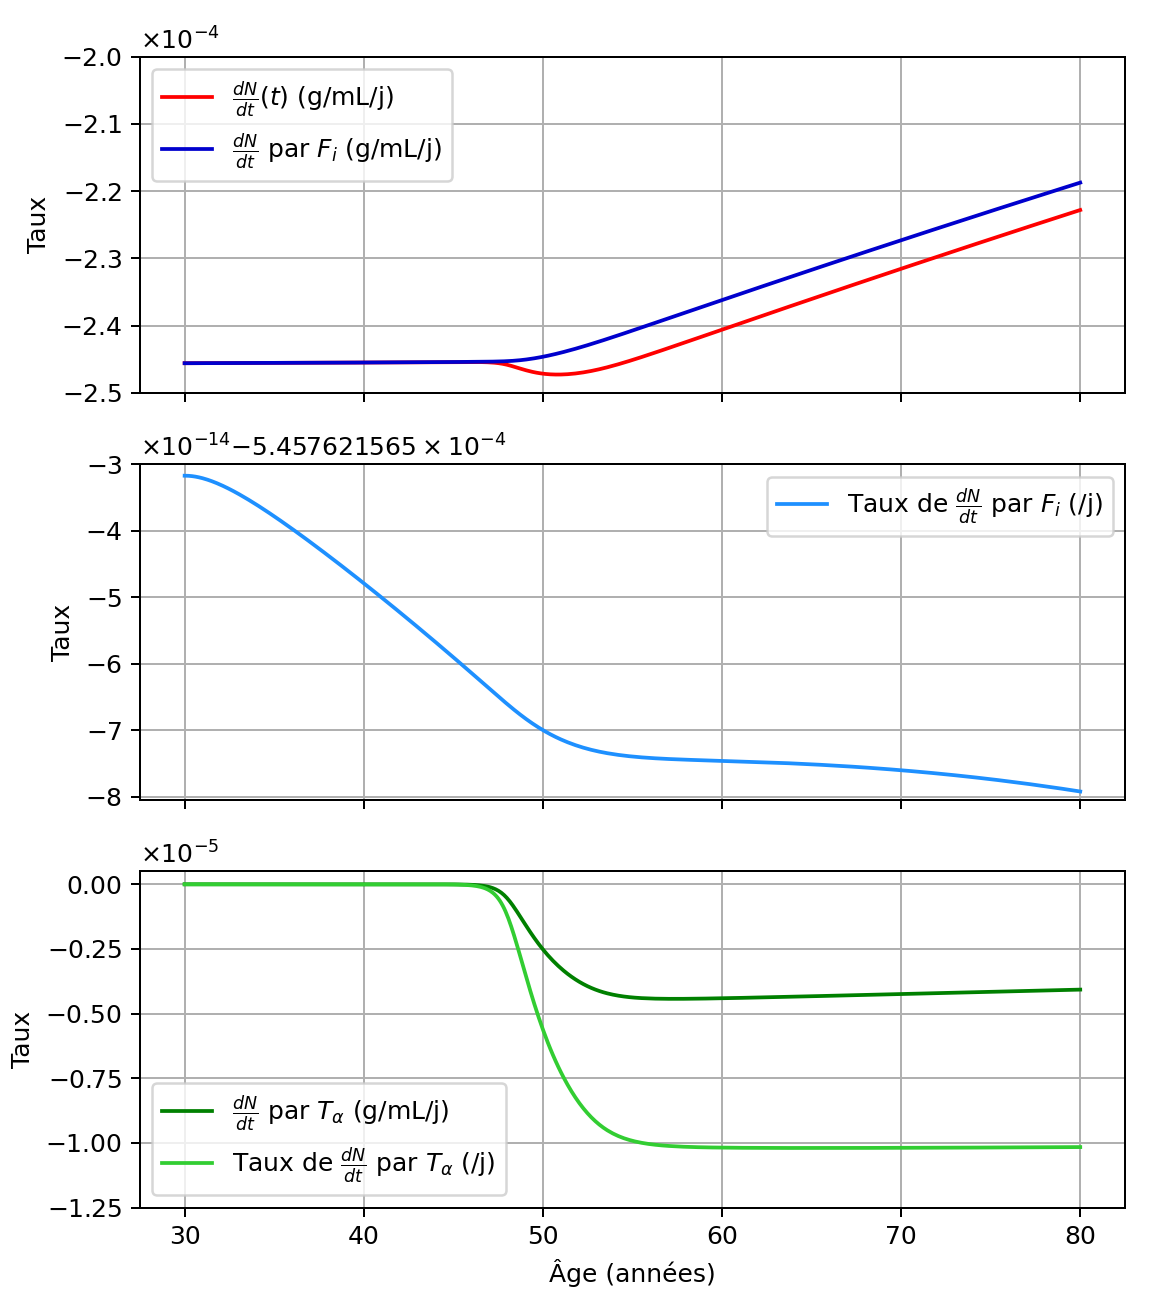 ×10⁻⁴
−2.0
−2.1
−2.2
−2.3
−2.4
−2.5
Taux
dN/dt(t) (g/mL/j)
dN/dt par Fᵢ (g/mL/j)
×10⁻¹⁴−5.457621565 × 10⁻⁴
−3
−4
−5
−6
−7
−8
Taux
Taux de dN/dt par Fᵢ (/j)
×10⁻⁵
0.00
−0.25
−0.50
−0.75
−1.00
−1.25
Taux
dN/dt par Tα (g/mL/j)
Taux de dN/dt par Tα (/j)
30 40 50 60 70 80
Âge (années)